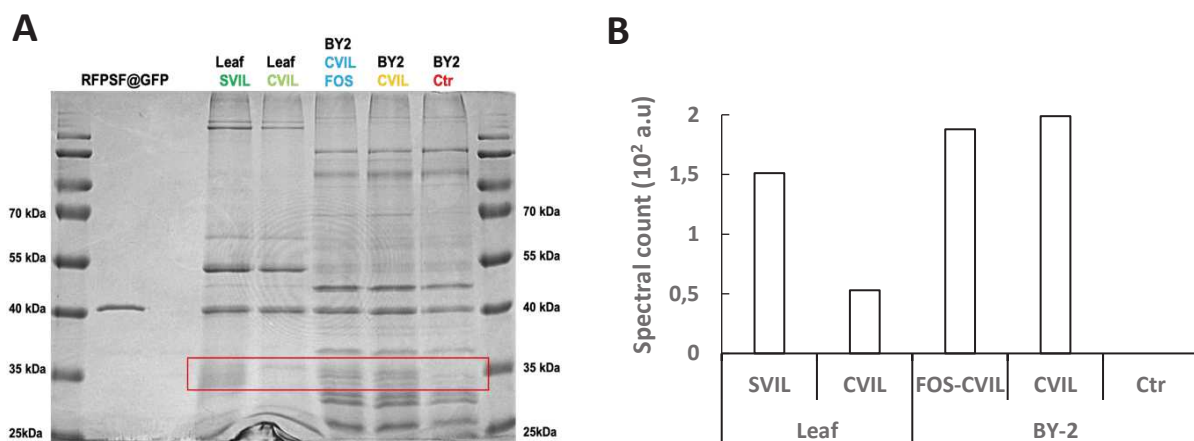 A
RFPSF@GFP
Leaf
SVIL
Leaf
CVIL
BY2
CVIL
FOS
BY2
CVIL
BY2
Ctr
70 kDa
55 kDa
40 kDa
35 kDa
25kDa
70 kDa
55 kDa
40 kDa
35 kDa
25kDa
B
Spectral count (10² a.u)
2
1,5
1
0,5
0
SVIL
CVIL
FOS-CVIL
CVIL
Ctr
Leaf
BY-2